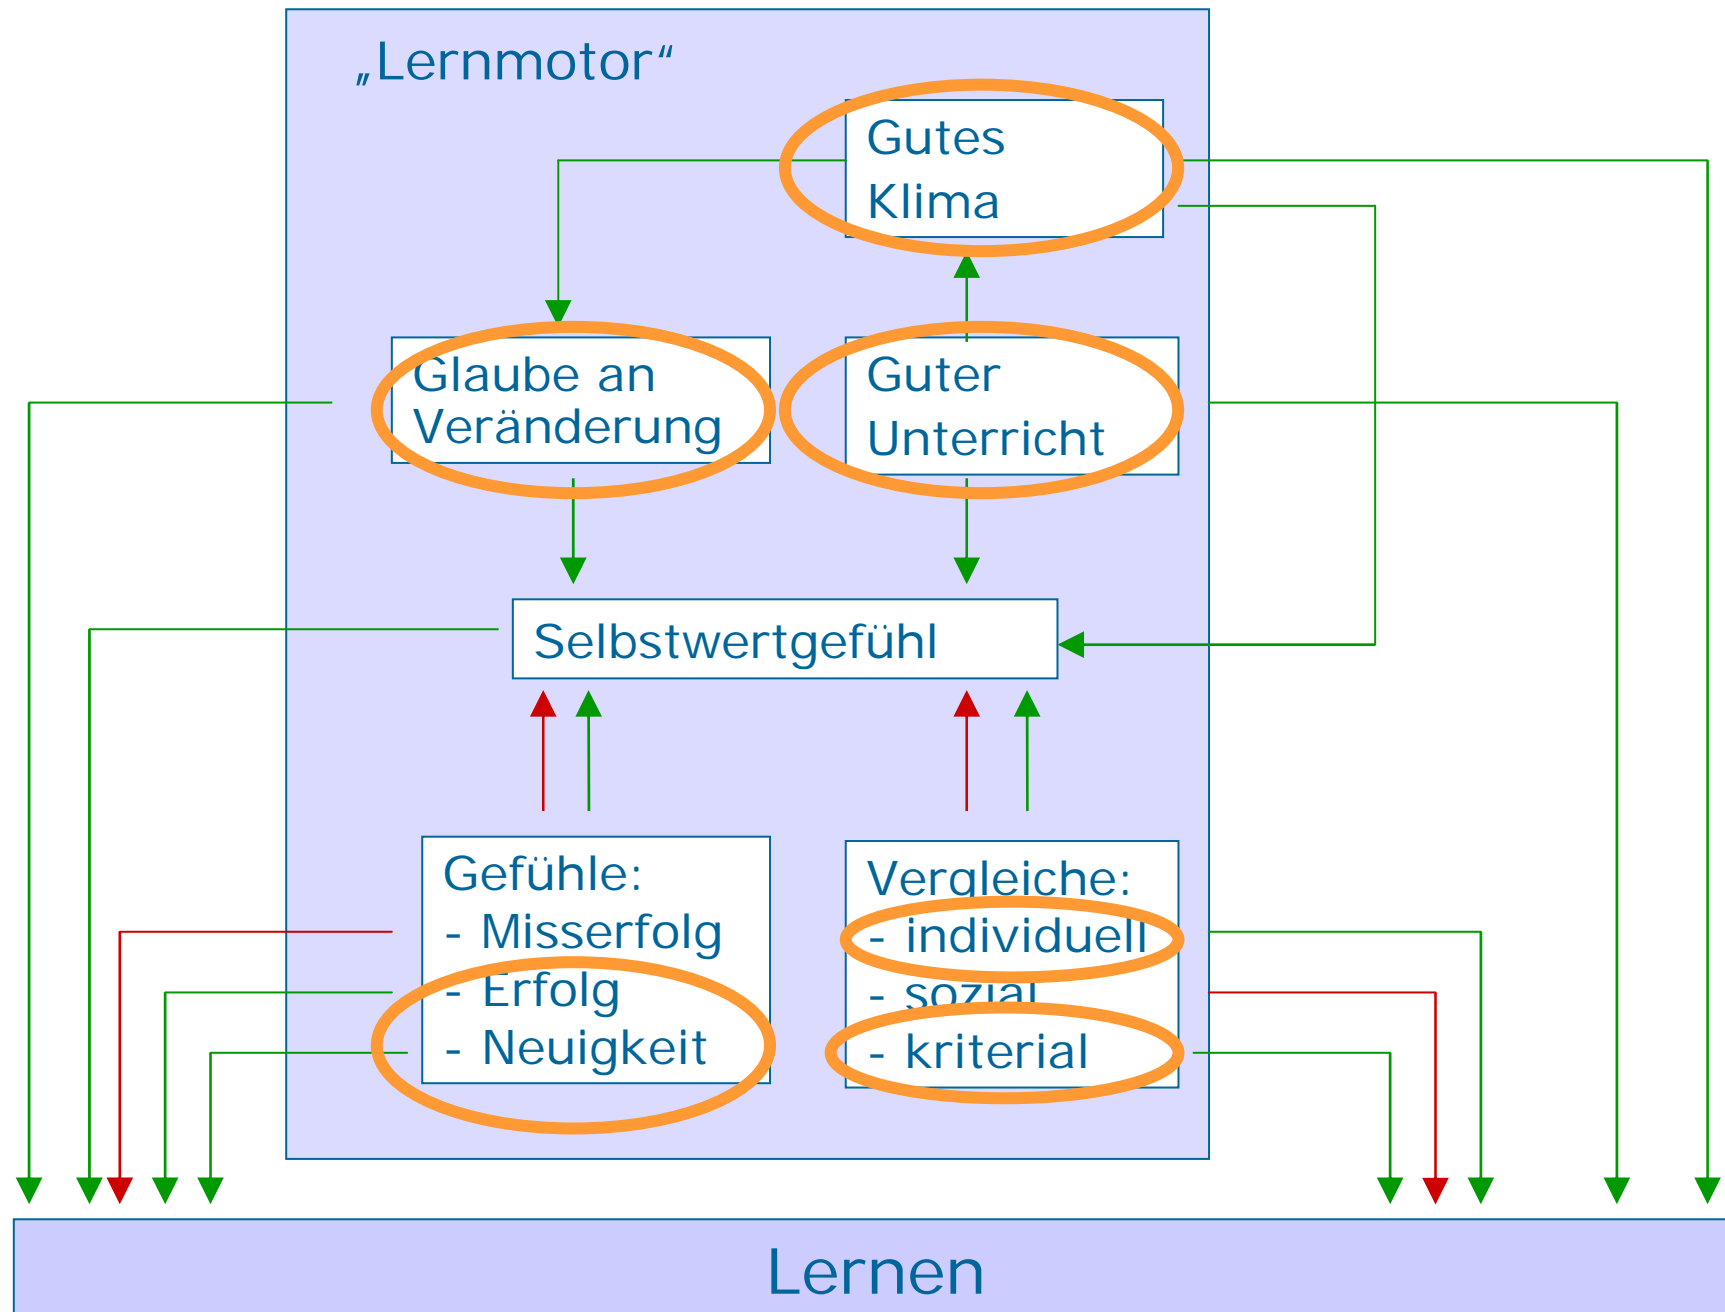 „Lernmotor“
Gutes
Klima
Glaube an
Veränderung
Guter
Unterricht
Selbstwertgefühl
Gefühle:
- Misserfolg
- Erfolg
- Neuigkeit
Vergleiche:
- individuell
- sozial
- kriterial
Lernen